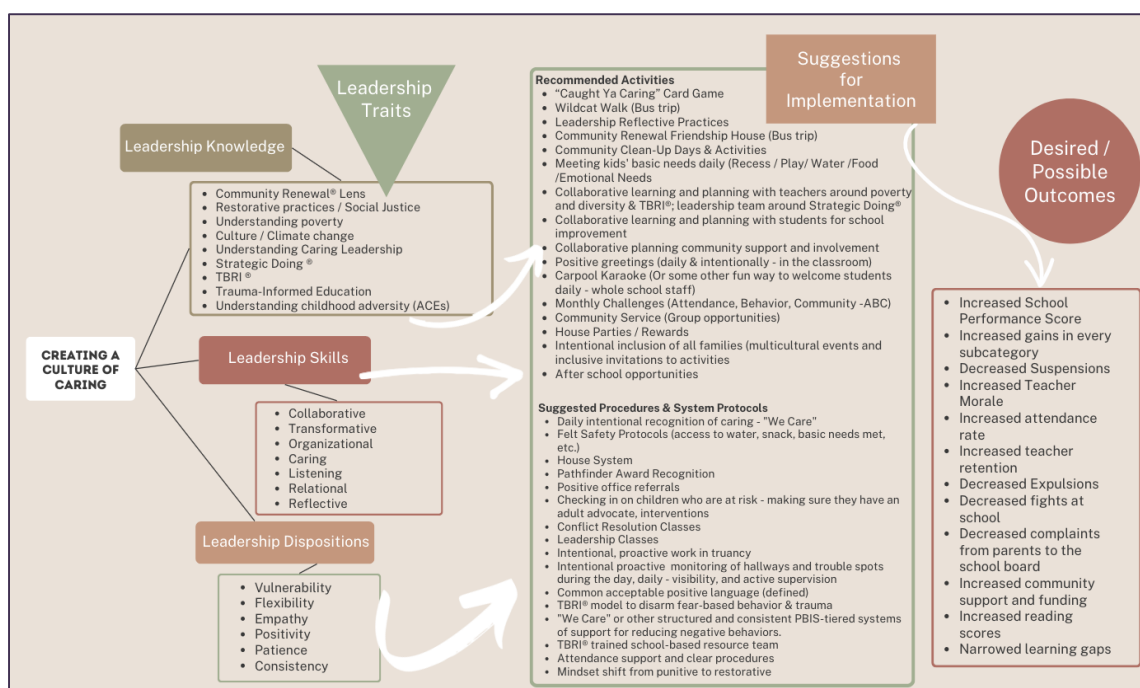 Leadership
Traits
Leadership Knowledge
• Community Renewal® Lens
• Restorative practices / Social Justice
• Understanding poverty
• Culture / Climate change
• Understanding Caring Leadership
• Strategic Doing ®
• TBRI ®
• Trauma-Informed Education
• Understanding childhood adversity (ACEs)
CREATING A
CULTURE OF
CARING
Leadership Skills
• Collaborative
• Transformative
• Organizational
• Caring
• Listening
• Relational
• Reflective
Leadership Dispositions
• Vulnerability
• Flexibility
• Empathy
• Positivity
• Patience
• Consistency
Suggestions
for
Implementation
Recommended Activities
• “Caught Ya Caring” Card Game
• Wildcat Walk (Bus trip)
• Leadership Reflective Practices
• Community Renewal Friendship House (Bus trip)
• Community Clean-Up Days & Activities
• Meeting kids' basic needs daily (Recess / Play/ Water /Food
/Emotional Needs
• Collaborative learning and planning with teachers around poverty
and diversity & TBRI®; leadership team around Strategic Doing®
• Collaborative learning and planning with students for school
improvement
• Collaborative planning community support and involvement
• Positive greetings (daily & intentionally - in the classroom)
• Carpool Karaoke (Or some other fun way to welcome students
daily - whole school staff)
• Monthly Challenges (Attendance, Behavior, Community -ABC)
• Community Service (Group opportunities)
• House Parties / Rewards
• Intentional inclusion of all families (multicultural events and
inclusive invitations to activities
• After school opportunities
Suggested Procedures & System Protocols
• Daily intentional recognition of caring - "We Care"
• Felt Safety Protocols (access to water, snack, basic needs met,
etc.)
• House System
• Pathfinder Award Recognition
• Positive office referrals
• Checking in on children who are at risk - making sure they have an
adult advocate, interventions
• Conflict Resolution Classes
• Leadership Classes
• Intentional, proactive work in truancy
• Intentional proactive monitoring of hallways and trouble spots
during the day, daily - visibility, and active supervision
• Common acceptable positive language (defined)
• TBRI® model to disarm fear-based behavior & trauma
• "We Care" or other structured and consistent PBIS-tiered systems
of support for reducing negative behaviors.
• TBRI® trained school-based resource team
• Attendance support and clear procedures
• Mindset shift from punitive to restorative
Desired /
Possible
Outcomes
• Increased School
Performance Score
• Increased gains in every
subcategory
• Decreased Suspensions
• Increased Teacher
Morale
• Increased attendance
rate
• Increased teacher
retention
• Decreased Expulsions
• Decreased fights at
school
• Decreased complaints
from parents to the
school board
• Increased community
support and funding
• Increased reading
scores
• Narrowed learning gaps